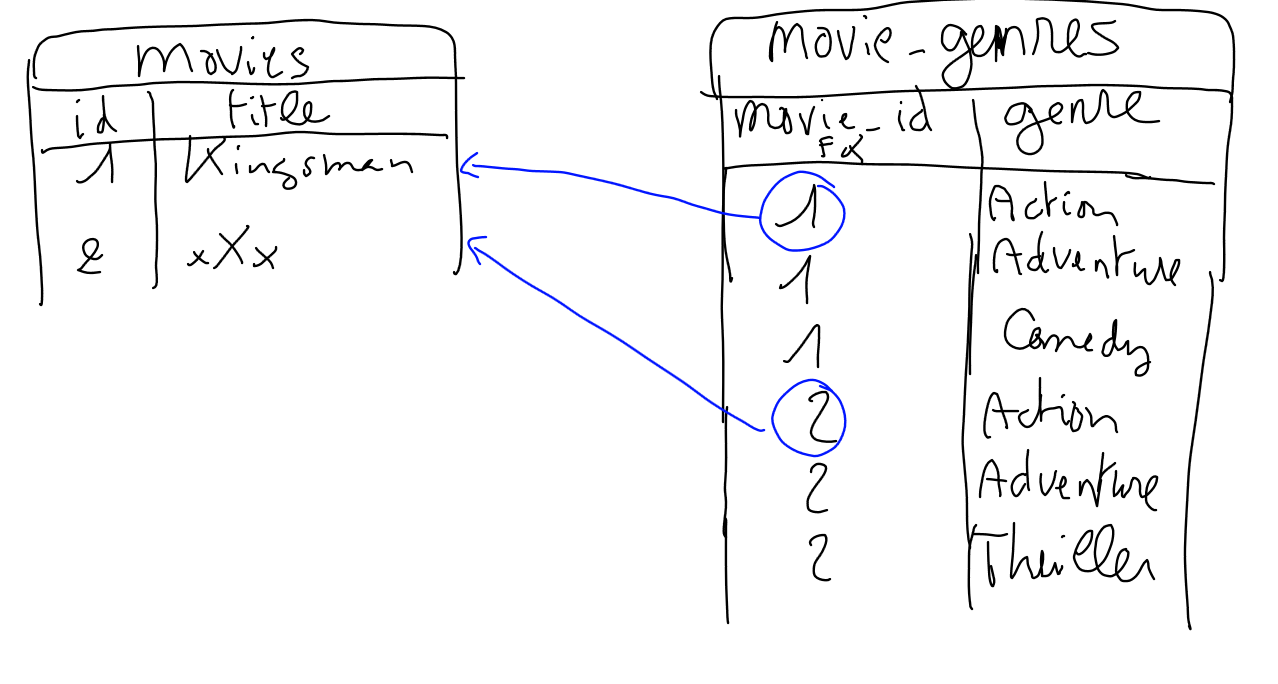 movies
id title
1 Kingsman
2 xXx
movie_genres
movie_id genre
FK
1 Action
1 Adventure
1 Comedy
2 Action
2 Adventure
2 Thriller